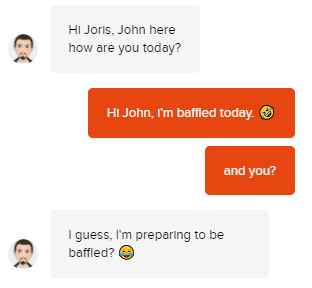 Hi Joris, John here
how are you today?
Hi John, i'm baffled today. 🤣
and you?
I guess, I'm preparing to be
baffled? 😂